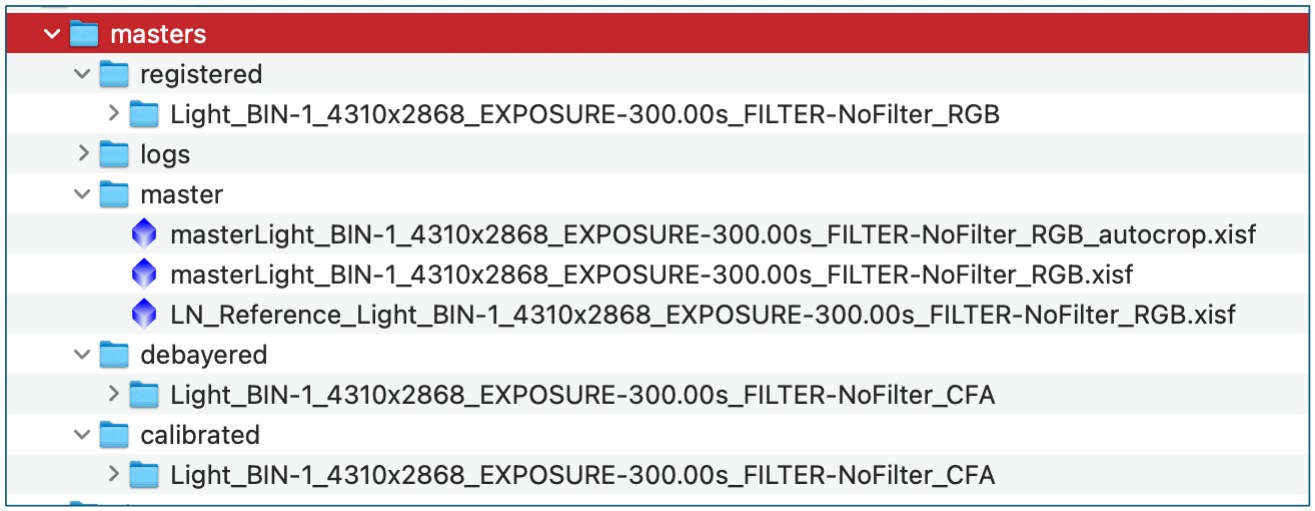 masters
registered
Light_BIN-1_4310x2868_EXPOSURE-300.00s_FILTER-NoFilter_RGB
logs
master
masterLight_BIN-1_4310x2868_EXPOSURE-300.00s_FILTER-NoFilter_RGB_autocrop.xisf
masterLight_BIN-1_4310x2868_EXPOSURE-300.00s_FILTER-NoFilter_RGB.xisf
LN_Reference_Light_BIN-1_4310x2868_EXPOSURE-300.00s_FILTER-NoFilter_RGB.xisf
debayered
Light_BIN-1_4310x2868_EXPOSURE-300.00s_FILTER-NoFilter_CFA
calibrated
Light_BIN-1_4310x2868_EXPOSURE-300.00s_FILTER-NoFilter_CFA